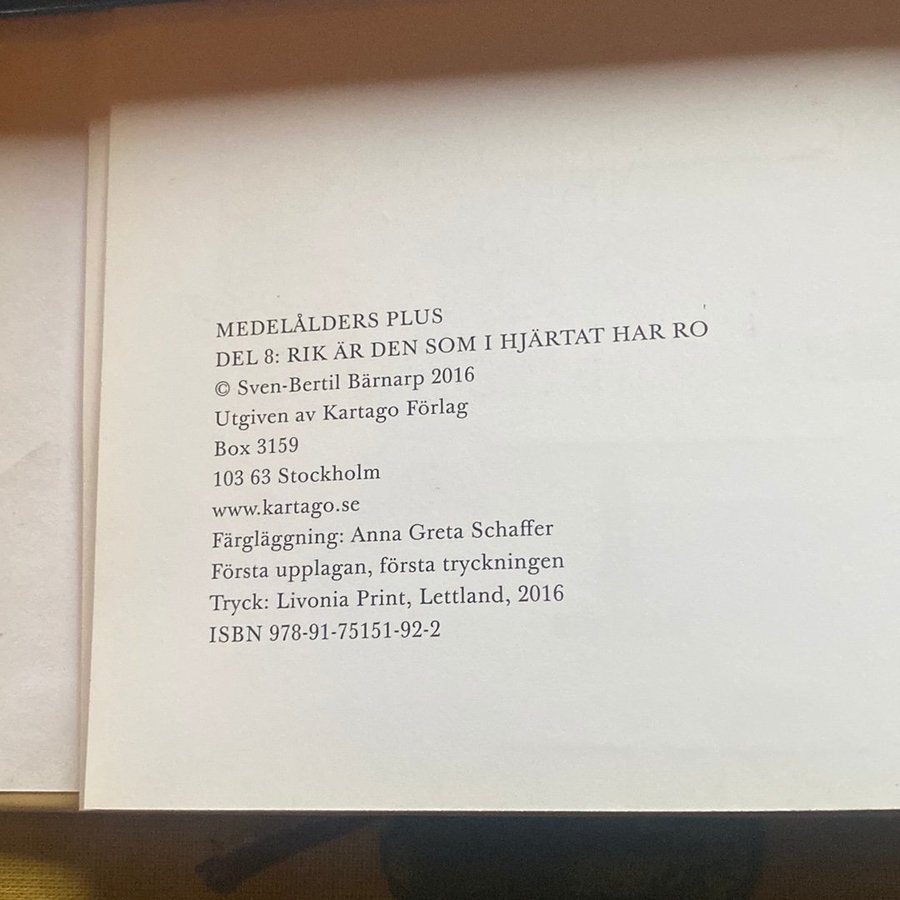 MEDELÅLDERS PLUS
DEL 8: RIK ÄR DEN SOM I HJÄRTAT HAR RO
© Sven-Bertil Bärnarp 2016
Utgiven av Kartago Förlag
Box 3159
103 63 Stockholm
www.kartago.se
Färgläggning: Anna Greta Schaffer
Första upplagan, första tryckningen
Tryck: Livonia Print, Lettland, 2016
ISBN 978-91-75151-92-2